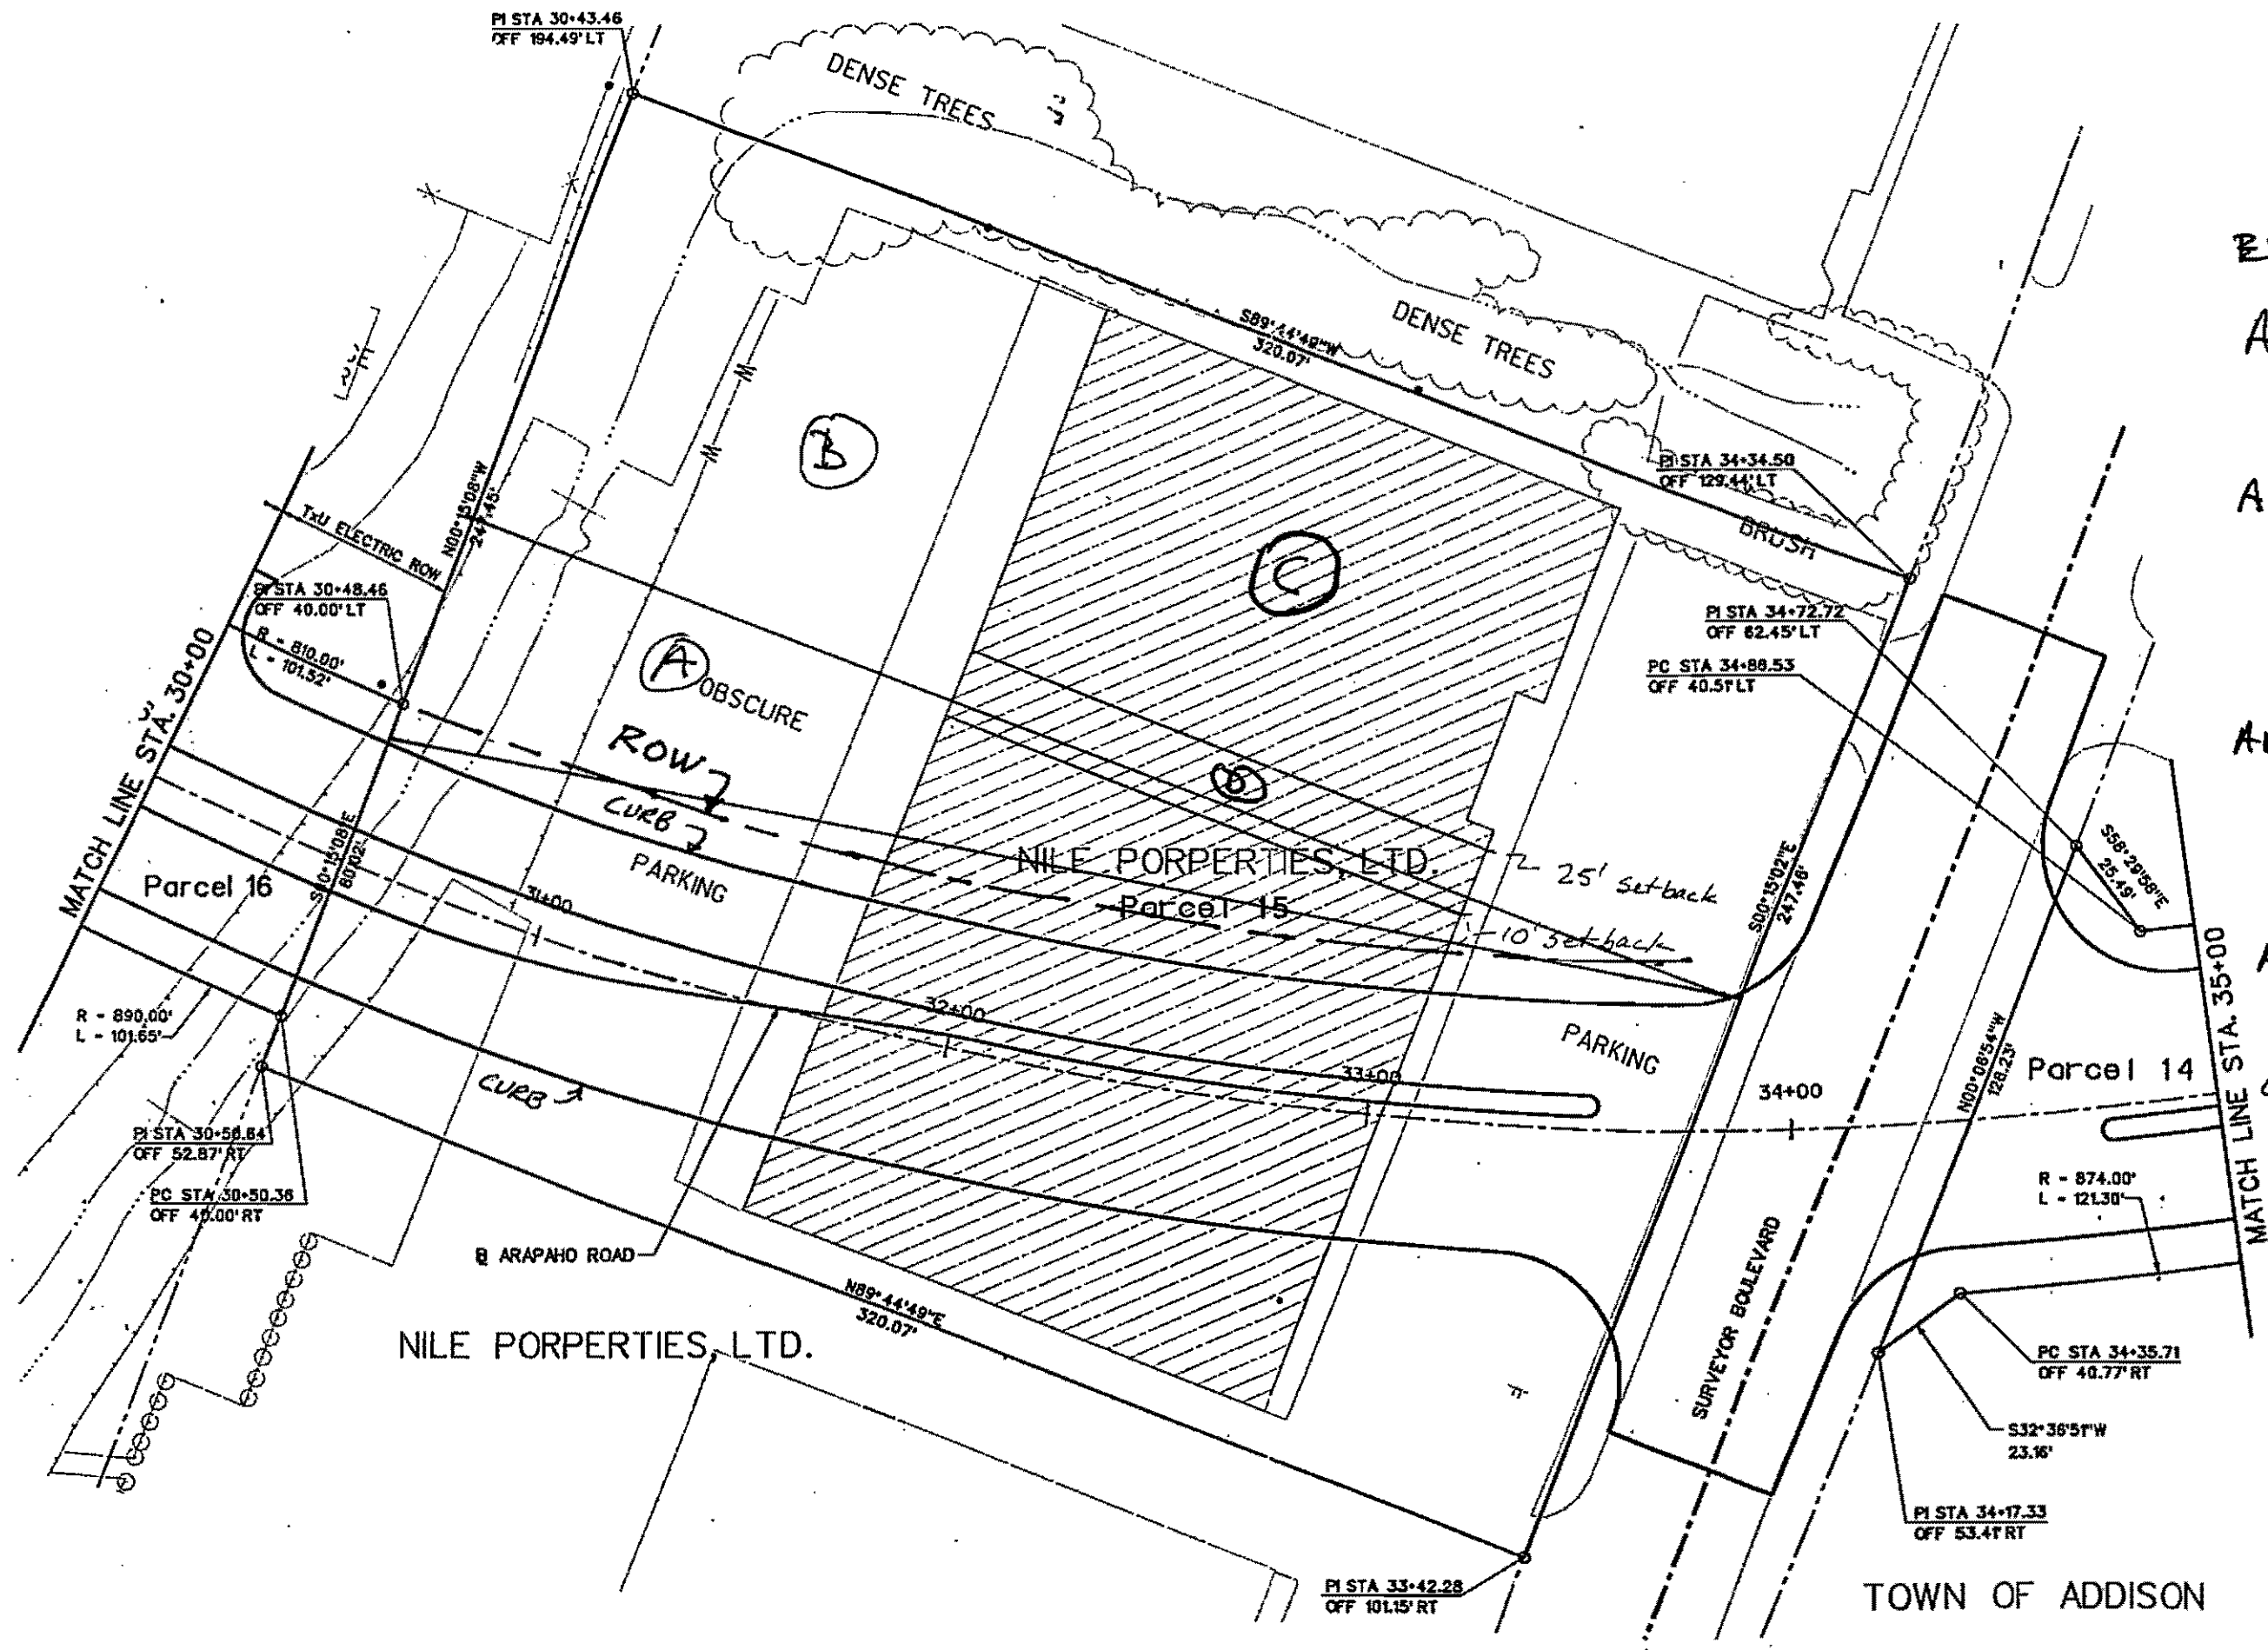 PI STA 30+43.46
OFF 194.49' LT
DENSE TREES
S89°44'49"W
320.07'
DENSE TREES
B
PI STA 34+34.50
OFF 129.44' LT
BRUSH
C
N00°15'08"W
247.45'
TxU ELECTRIC ROW
PI STA 30+48.46
OFF 40.00' LT
R - 810.00'
L - 101.52'
PI STA 34+72.72
OFF 62.45' LT
PC STA 34+88.53
OFF 40.51' LT
A
OBSCURE
ROW
CURB
PARKING
MATCH LINE STA. 30+00
Parcel 16
S00°15'08"E
80.02'
NILE PORPERTIES, LTD.
Parcel 15
25' setback
10' setback
S00°15'02"E
247.46'
S58°29'58"E
25.49'
31+00
32+00
33+00
34+00
PARKING
R - 890.00'
L - 101.65'
N00°06'54"W
128.23'
Parcel 14
MATCH LINE STA. 35+00
CURB
PI STA 30+56.64
OFF 52.87' RT
PC STA 30+50.36
OFF 40.00' RT
R - 874.00'
L - 121.30'
ARAPAHO ROAD
N89°44'49"E
320.07'
NILE PORPERTIES, LTD.
SURVEYOR BOULEVARD
PC STA 34+35.71
OFF 40.77' RT
S32°36'51"W
23.16'
PI STA 34+17.33
OFF 53.41' RT
PI STA 33+42.28
OFF 101.15' RT
TOWN OF ADDISON